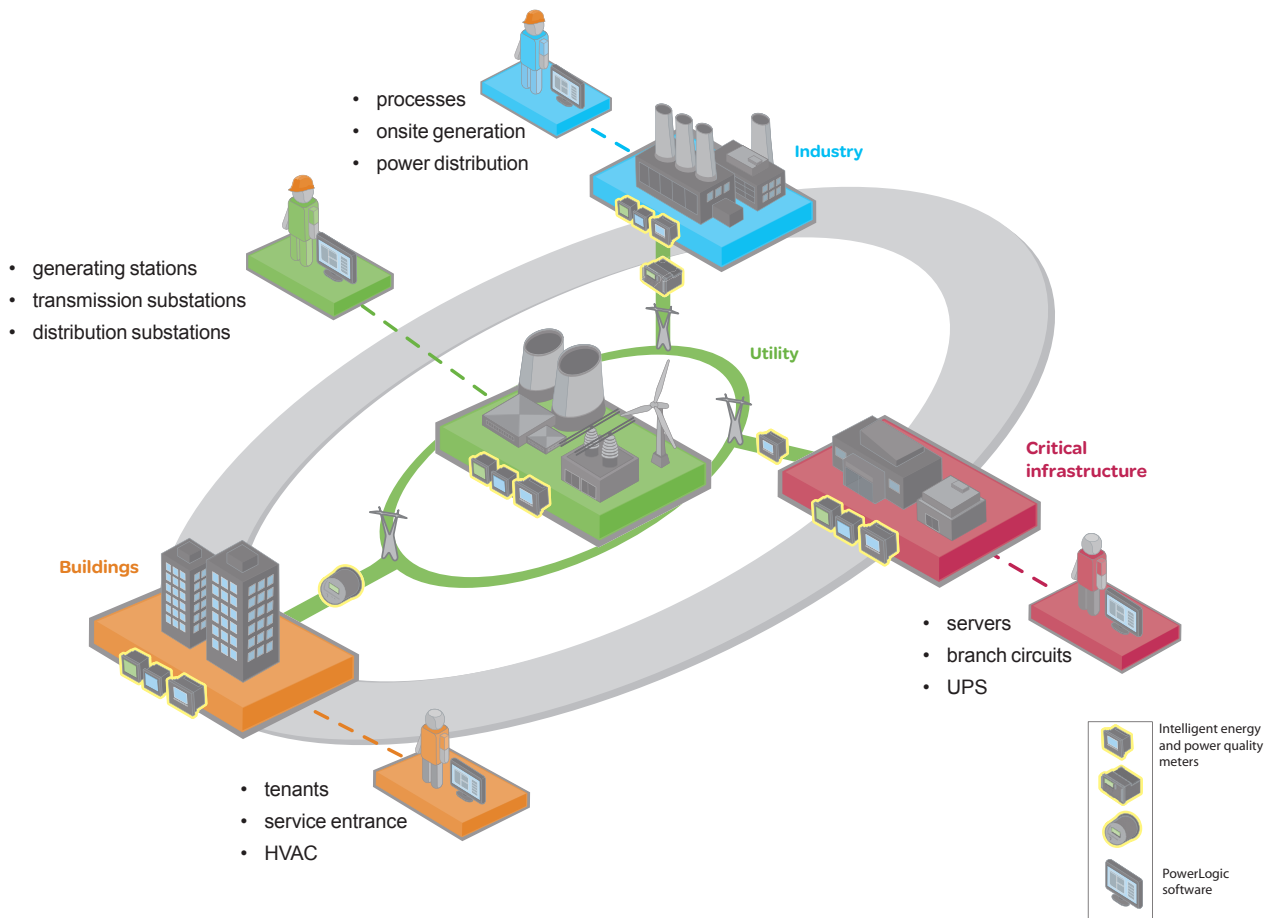 • processes
• onsite generation
• power distribution
Industry
• generating stations
• transmission substations
• distribution substations
Utility
Critical
infrastructure
Buildings
• servers
• branch circuits
• UPS
Intelligent energy
and power quality
meters
• tenants
• service entrance
• HVAC
PowerLogic
software